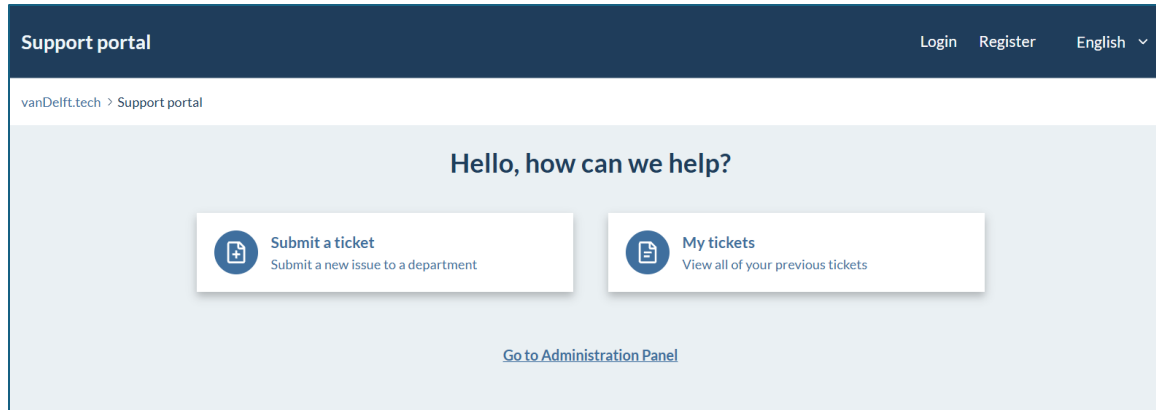 Support portal
Login Register English
vanDelft.tech > Support portal
Hello, how can we help?
Submit a ticket
Submit a new issue to a department
My tickets
View all of your previous tickets
Go to Administration Panel